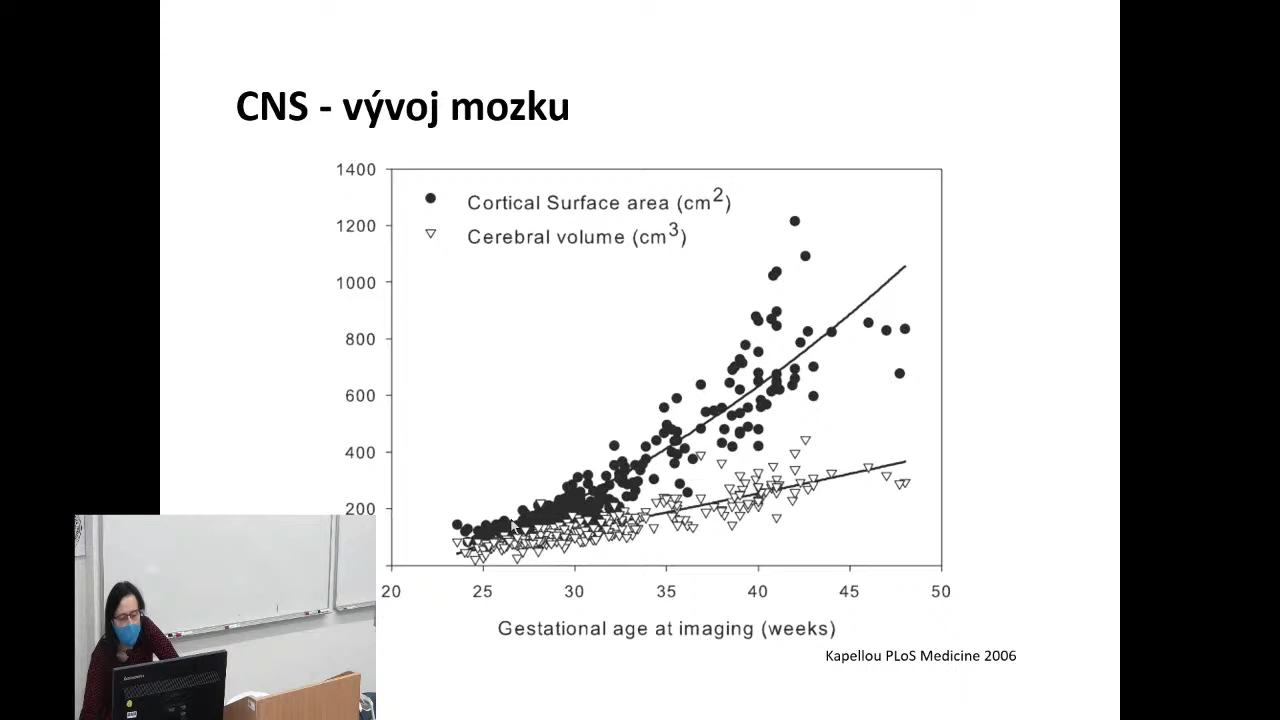 CNS - vývoj mozku
1400
1200
1000
800
600
400
200
Cortical Surface area (cm2)
Cerebral volume (cm3)
20 25 30 35 40 45 50
Gestational age at imaging (weeks)
Kapellou PLoS Medicine 2006